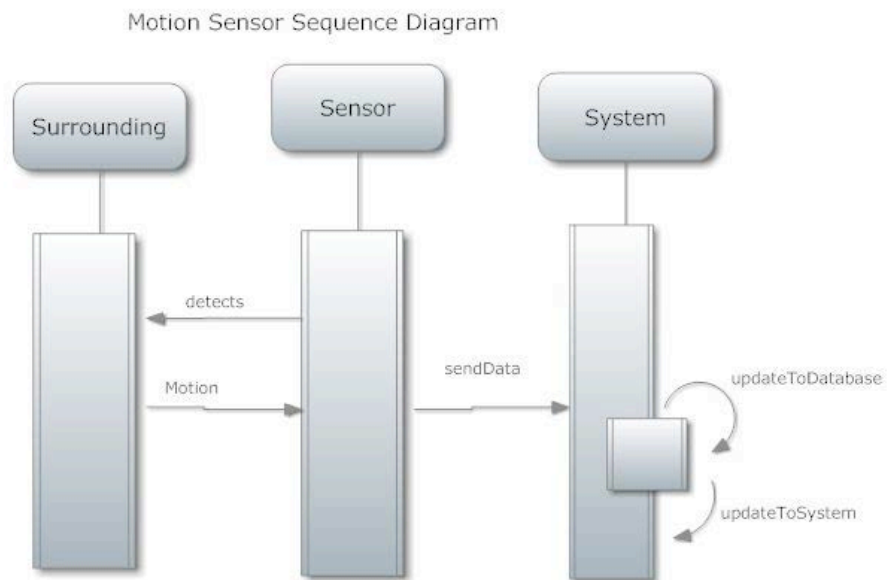 Motion Sensor Sequence Diagram
Surrounding
Sensor
System
detects
Motion
sendData
updateToDatabase
updateToSystem